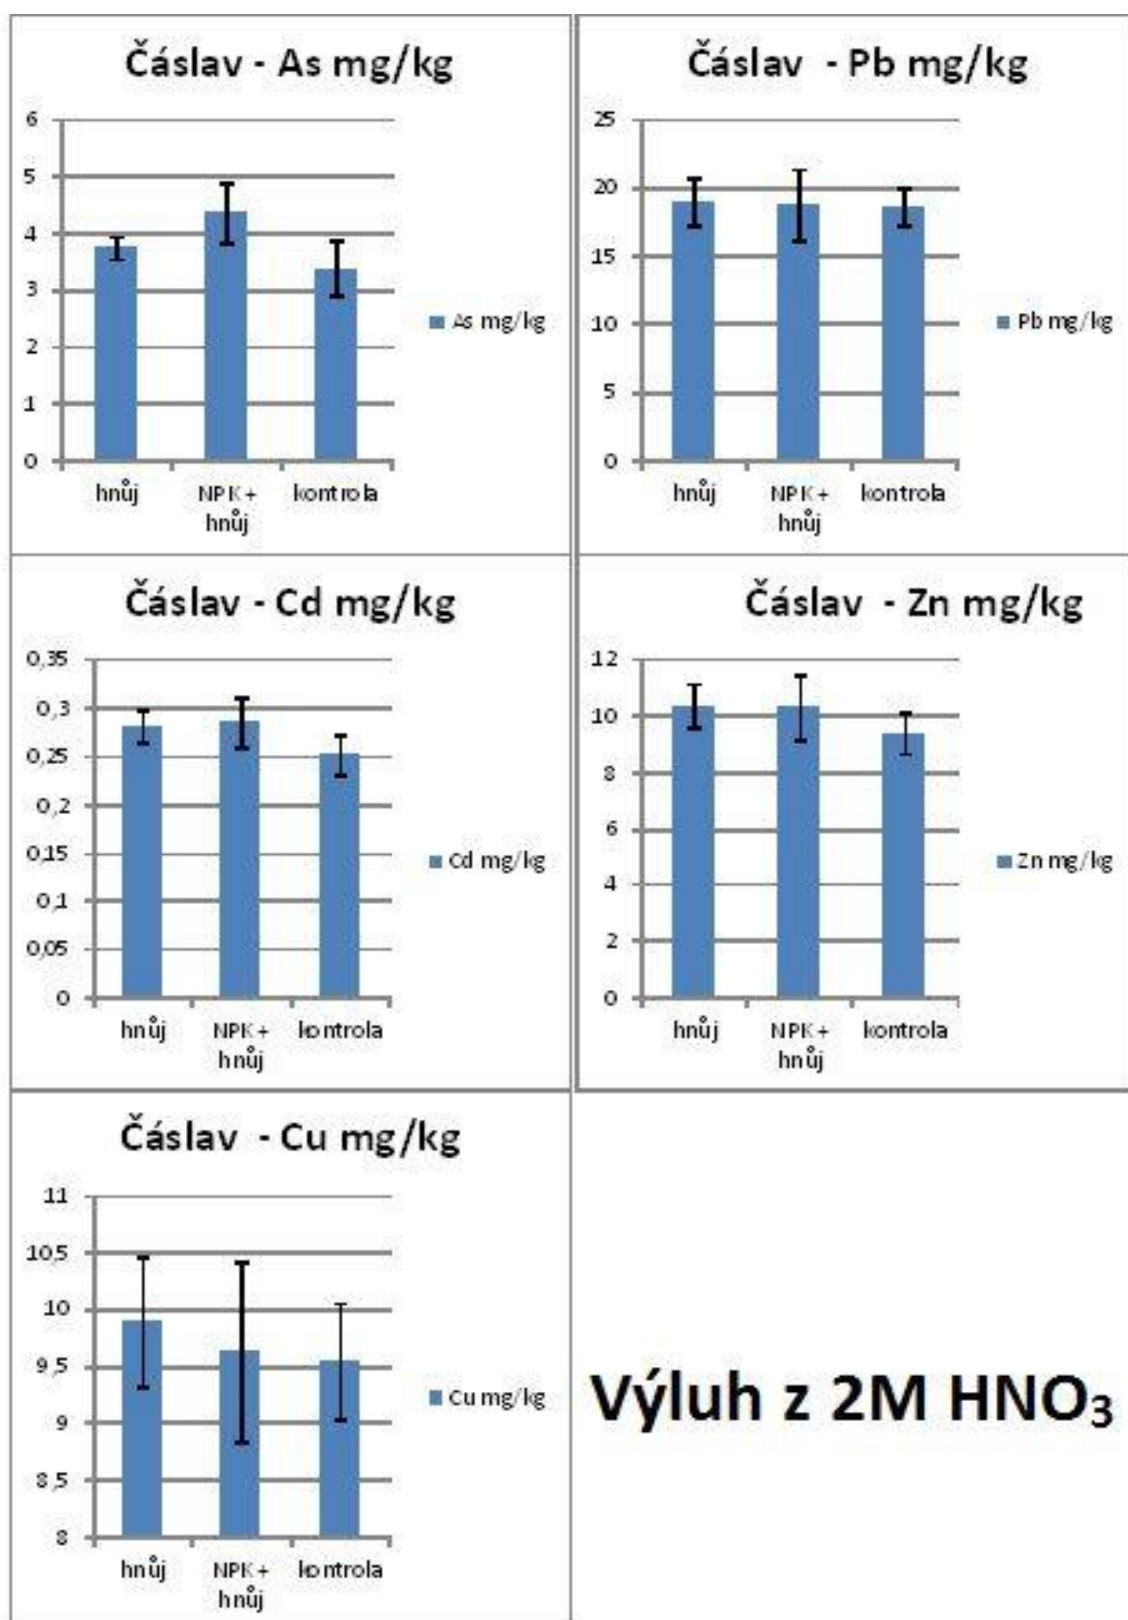 Čáslav - As mg/kg
6
5
4
3
2
1
0
hnůj
NPK +
hnůj
kontrola
As mg/kg
Čáslav - Pb mg/kg
25
20
15
10
5
0
hnůj
NPK +
hnůj
kontrola
Pb mg/kg
Čáslav - Cd mg/kg
0,35
0,3
0,25
0,2
0,15
0,1
0,05
0
hnůj
NPK +
hnůj
kontrola
Cd mg/kg
Čáslav - Zn mg/kg
12
10
8
6
4
2
0
hnůj
NPK +
hnůj
kontrola
Zn mg/kg
Čáslav - Cu mg/kg
11
10,5
10
9,5
9
8,5
8
hnůj
NPK +
hnůj
kontrola
Cu mg/kg
Výluh z 2M HNO₃